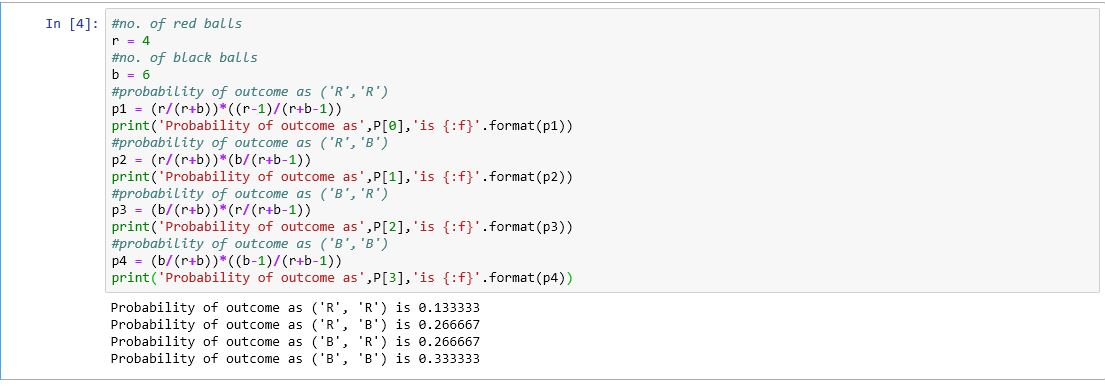 In [4]: #no. of red balls
r = 4
#no. of black balls
b = 6
#probability of outcome as ('R','R')
p1 = (r/(r+b))*((r-1)/(r+b-1))
print('Probability of outcome as',P[0],'is {:f}'.format(p1))
#probability of outcome as ('R','B')
p2 = (r/(r+b))*(b/(r+b-1))
print('Probability of outcome as',P[1],'is {:f}'.format(p2))
#probability of outcome as ('B','R')
p3 = (b/(r+b))*(r/(r+b-1))
print('Probability of outcome as',P[2],'is {:f}'.format(p3))
#probability of outcome as ('B','B')
p4 = (b/(r+b))*((b-1)/(r+b-1))
print('Probability of outcome as',P[3],'is {:f}'.format(p4))
Probability of outcome as ('R', 'R') is 0.133333
Probability of outcome as ('R', 'B') is 0.266667
Probability of outcome as ('B', 'R') is 0.266667
Probability of outcome as ('B', 'B') is 0.333333